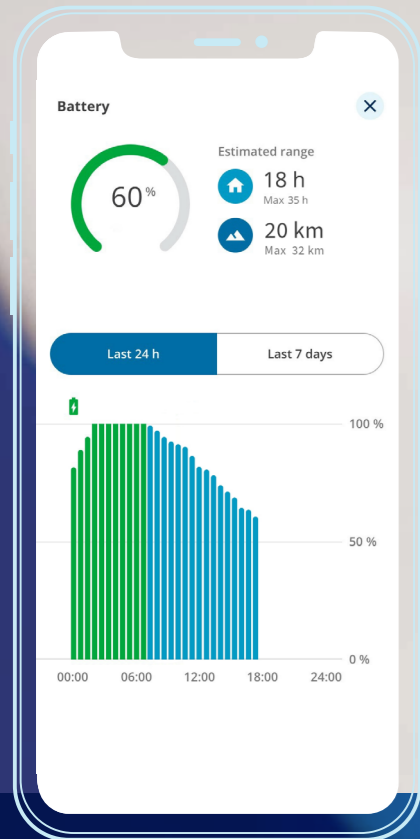 Battery
60 %
Estimated range
18 h
Max 35 h
20 km
Max 32 km
Last 24 h
Last 7 days
100 %
50 %
0 %
00:00 06:00 12:00 18:00 24:00